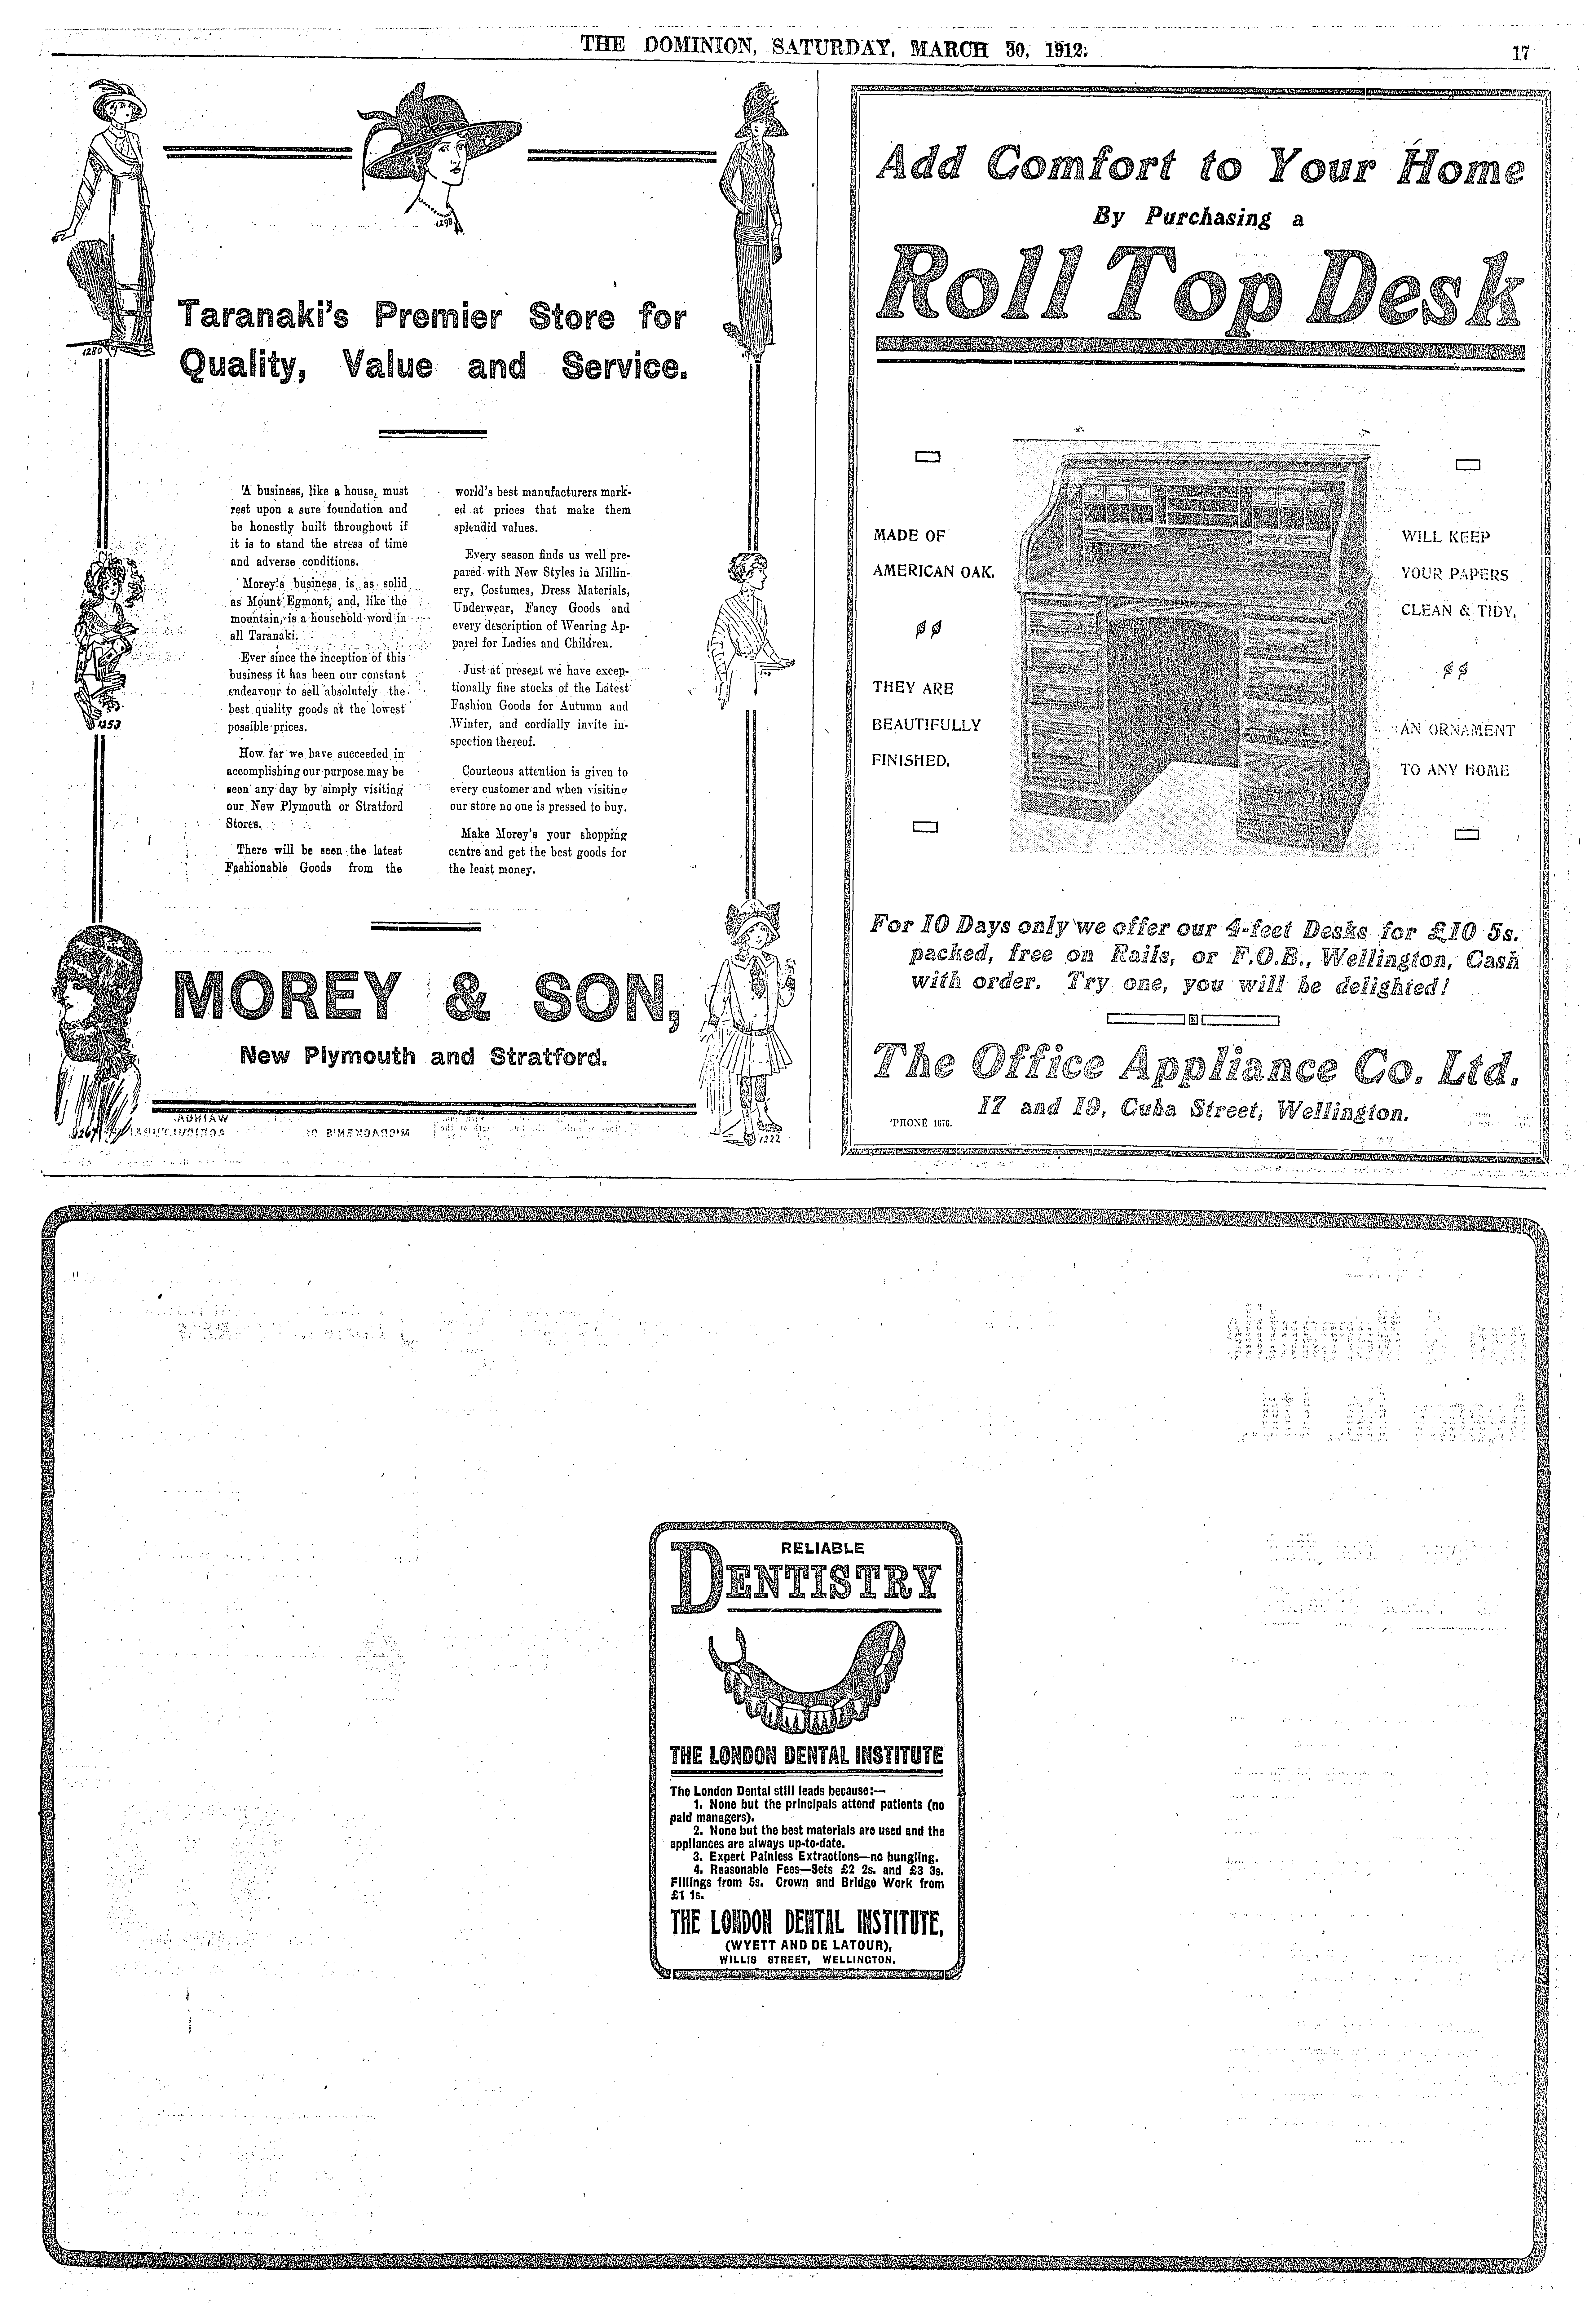 THE DOMINION, SATURDAY, MARCH 30, 1912.
17
1298
1280
Taranaki's Premier Store for
Quality, Value and Service.
A business, like a house, must
rest upon a sure foundation and
be honestly built throughout if
it is to stand the stress of time
and adverse conditions.
Morey's business is as solid
as Mount Egmont, and, like the
mountain, is a household word in
all Taranaki.
Ever since the inception of this
business it has been our constant
endeavour to sell absolutely the
best quality goods at the lowest
possible prices.
How far we have succeeded in
accomplishing our purpose may be
seen any day by simply visiting
our New Plymouth or Stratford
Stores.
There will be seen the latest
Fashionable Goods from the
world's best manufacturers mark-
ed at prices that make them
splendid values.
Every season finds us well pre-
pared with New Styles in Millin-
ery, Costumes, Dress Materials,
Underwear, Fancy Goods and
every description of Wearing Ap-
parel for Ladies and Children.
Just at present we have excep-
tionally fine stocks of the Latest
Fashion Goods for Autumn and
Winter, and cordially invite in-
spection thereof.
Courteous attention is given to
every customer and when visiting
our store no one is pressed to buy.
Make Morey's your shopping
centre and get the best goods for
the least money.
1253
MOREY & SON,
New Plymouth and Stratford.
1222
Add Comfort to Your Home
By Purchasing a
Roll Top Desk
MADE OF
AMERICAN OAK.
THEY ARE
BEAUTIFULLY
FINISHED.
WILL KEEP
YOUR PAPERS
CLEAN & TIDY,
AN ORNAMENT
TO ANY HOME
For 10 Days only we offer our 4-feet Desks for £10 5s.
packed, free on Rails, or F.O.B., Wellington, Cash
with order. Try one, you will be delighted!
The Office Appliance Co. Ltd.
17 and 19, Cuba Street, Wellington.
'PHONE 1676.
RELIABLE
DENTISTRY
THE LONDON DENTAL INSTITUTE
The London Dental still leads because:—
1. None but the principals attend patients (no
paid managers).
2. None but the best materials are used and the
appliances are always up-to-date.
3. Expert Painless Extractions—no bungling.
4. Reasonable Fees—Sets £2 2s. and £3 3s.
Fillings from 5s. Crown and Bridge Work from
£1 1s.
THE LONDON DENTAL INSTITUTE,
(WYETT AND DE LATOUR),
WILLIS STREET, WELLINGTON.